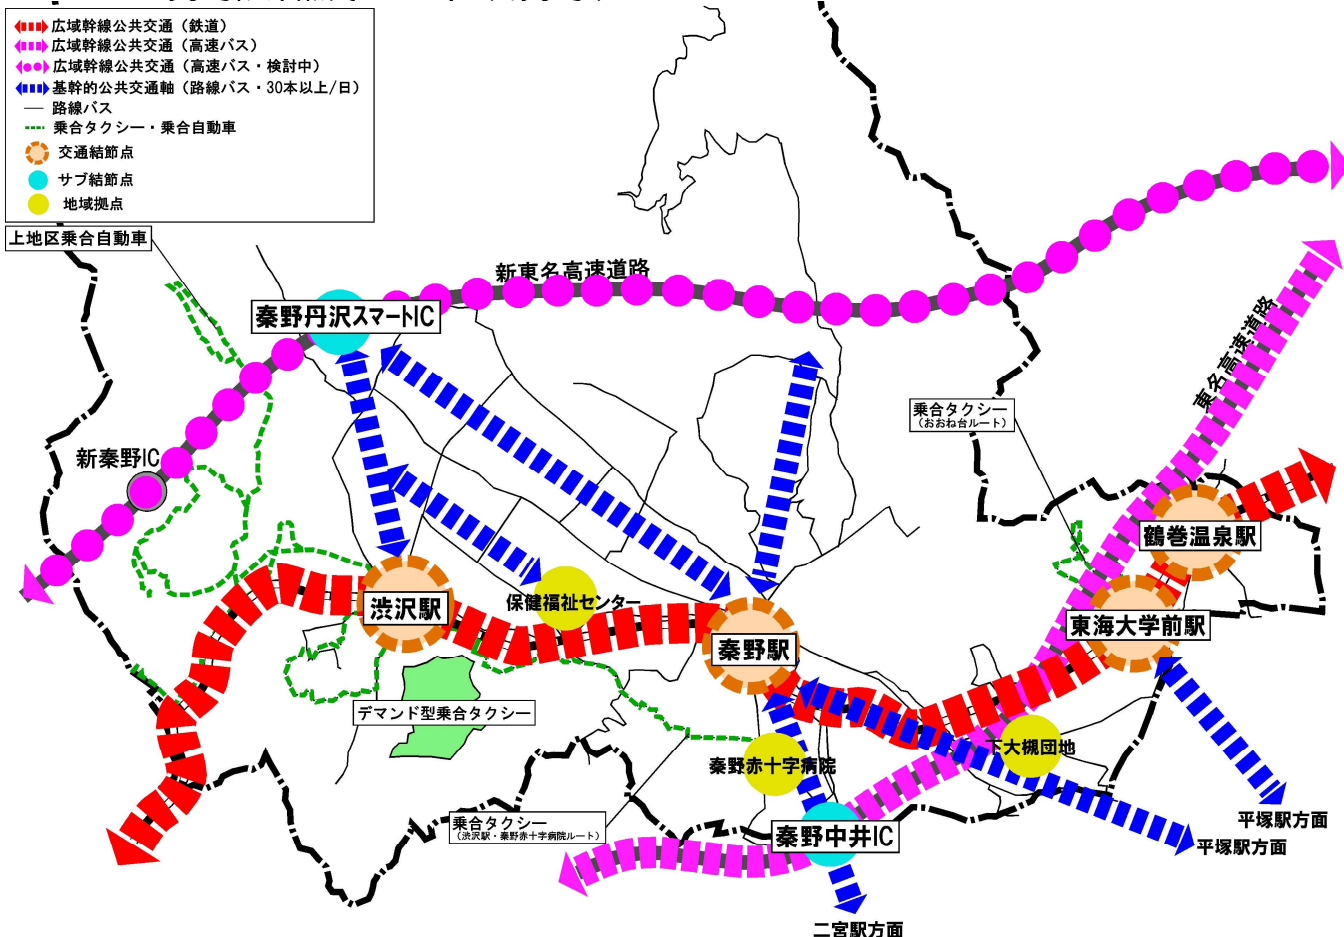 広域幹線公共交通（鉄道）
広域幹線公共交通（高速バス）
広域幹線公共交通（高速バス・検討中）
基幹的公共交通軸（路線バス・30本以上/日）
路線バス
乗合タクシー・乗合自動車
交通結節点
サブ結節点
地域拠点
上地区乗合自動車
新東名高速道路
秦野丹沢スマートIC
東名高速道路
乗合タクシー
（おおね台ルート）
新秦野IC
鶴巻温泉駅
渋沢駅
保健福祉センター
東海大学前駅
秦野駅
デマンド型乗合タクシー
下大槻団地
秦野赤十字病院
乗合タクシー
（渋沢駅・秦野赤十字病院ルート）
秦野中井IC
平塚駅方面
平塚駅方面
二宮駅方面